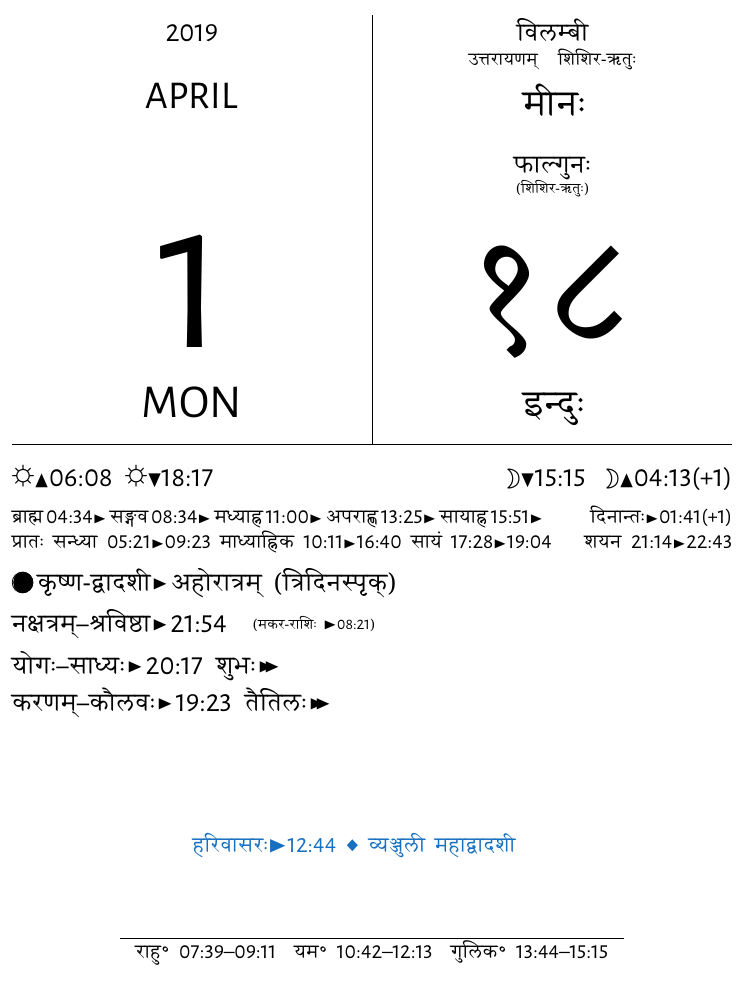 2019
APRIL
1
MON
विलम्बी
उत्तरायणम् शिशिर-ऋतुः
मीनः
फाल्गुनः
(शिशिर-ऋतुः)
१८
इन्दुः
☼▲06:08 ☼▼18:17 ☽▼15:15 ☽▲04:13(+1)
ब्राह्म 04:34► सङ्गव 08:34► मध्याह्न 11:00► अपराह्ण 13:25► सायाह्न 15:51► दिनान्तः►01:41(+1)
प्रातः सन्ध्या 05:21►09:23 माध्याह्निक 10:11►16:40 सायं 17:28►19:04 शयन 21:14►22:43
●कृष्ण-द्वादशी► अहोरात्रम् (त्रिदिनस्पृक्)
नक्षत्रम्–श्रविष्ठा►21:54 (मकर-राशिः ►08:21)
योगः–साध्यः►20:17 शुभः►►
करणम्–कौलवः►19:23 तैतिलः►►
हरिवासरः►12:44 ◆ व्यञ्जुली महाद्वादशी
राहु॰ 07:39–09:11 यम॰ 10:42–12:13 गुलिक॰ 13:44–15:15